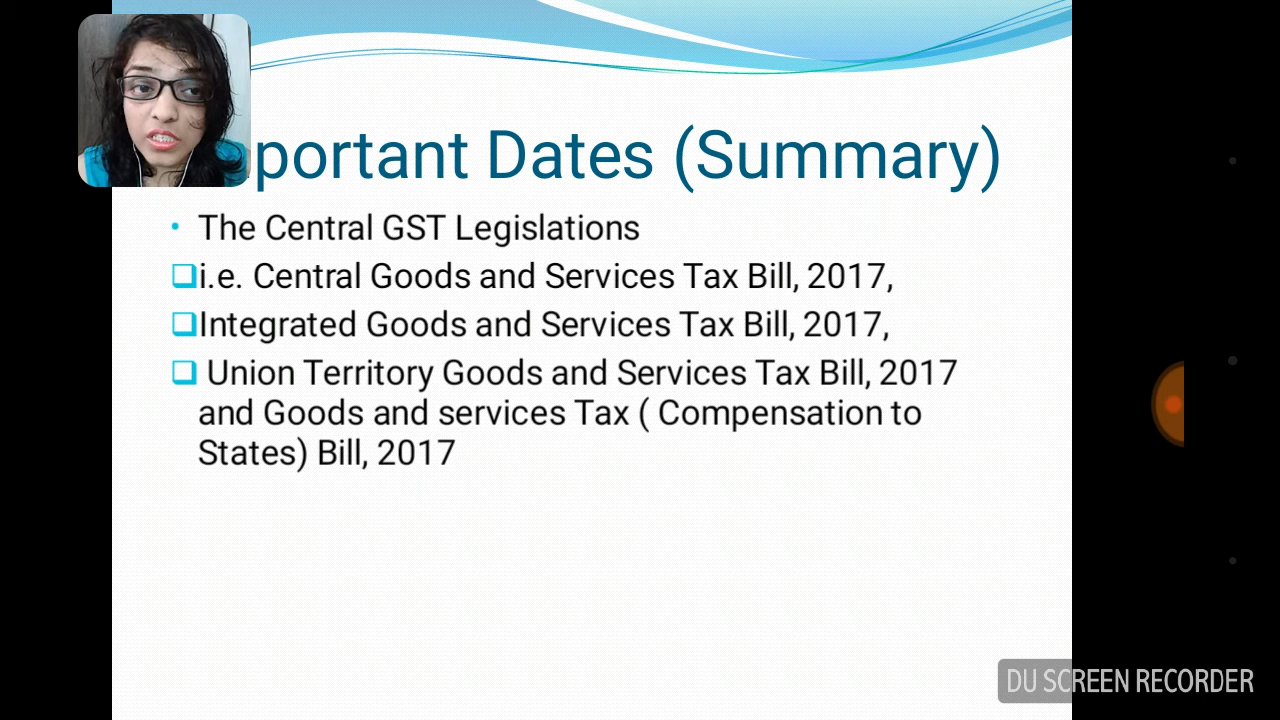 portant Dates (Summary)
• The Central GST Legislations
❑i.e. Central Goods and Services Tax Bill, 2017,
❑Integrated Goods and Services Tax Bill, 2017,
❑ Union Territory Goods and Services Tax Bill, 2017
and Goods and services Tax ( Compensation to
States) Bill, 2017
DU SCREEN RECORDER